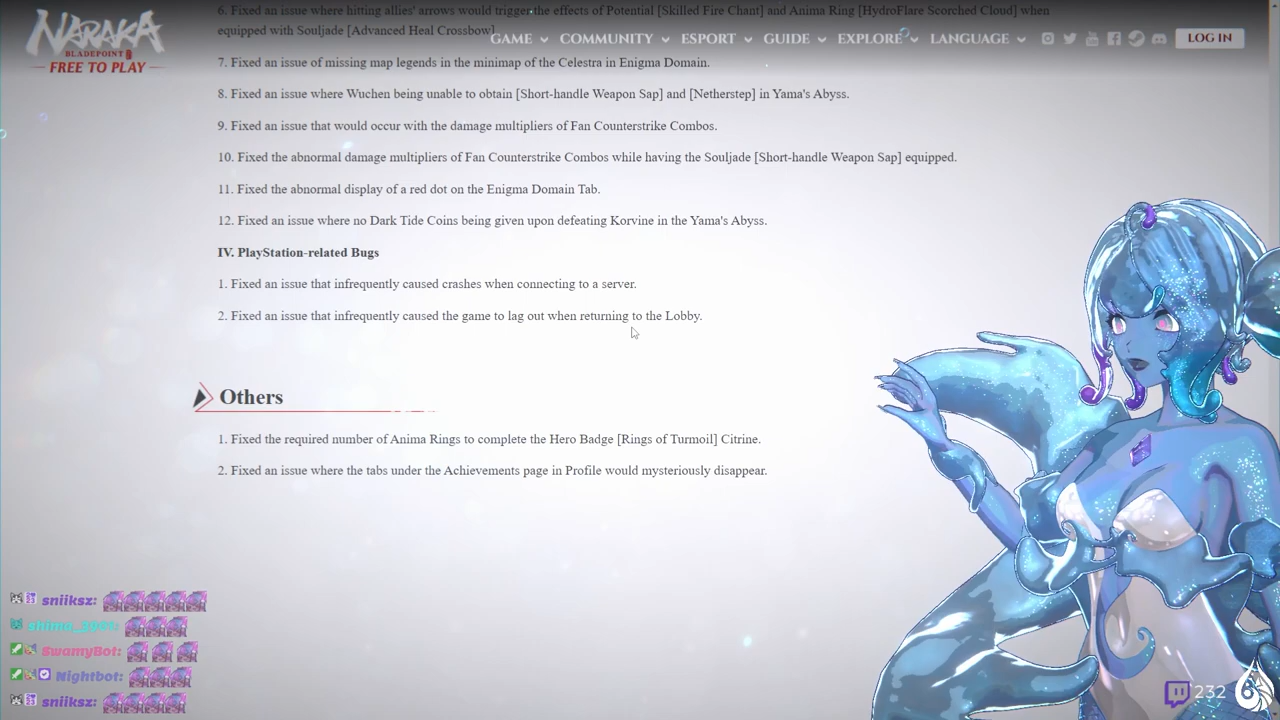 6. Fixed an issue where hitting allies' arrows would trigger the effects of Potential [Skilled Fire Chant] and Anima Ring [HydroFlare Scorched Cloud] when
equipped with Souljade [Advanced Heal Crossbow]
NARAKA
BLADEPOINT
FREE TO PLAY
GAME COMMUNITY ESPORT GUIDE EXPLORE LANGUAGE LOG IN
7. Fixed an issue of missing map legends in the minimap of the Celestra in Enigma Domain.
8. Fixed an issue where Wuchen being unable to obtain [Short-handle Weapon Sap] and [Netherstep] in Yama's Abyss.
9. Fixed an issue that would occur with the damage multipliers of Fan Counterstrike Combos.
10. Fixed the abnormal damage multipliers of Fan Counterstrike Combos while having the Souljade [Short-handle Weapon Sap] equipped.
11. Fixed the abnormal display of a red dot on the Enigma Domain Tab.
12. Fixed an issue where no Dark Tide Coins being given upon defeating Korvine in the Yama's Abyss.
IV. PlayStation-related Bugs
1. Fixed an issue that infrequently caused crashes when connecting to a server.
2. Fixed an issue that infrequently caused the game to lag out when returning to the Lobby.
Others
1. Fixed the required number of Anima Rings to complete the Hero Badge [Rings of Turmoil] Citrine.
2. Fixed an issue where the tabs under the Achievements page in Profile would mysteriously disappear.
sniiksz:
SwamyBot:
Nightbot:
sniiksz:
232